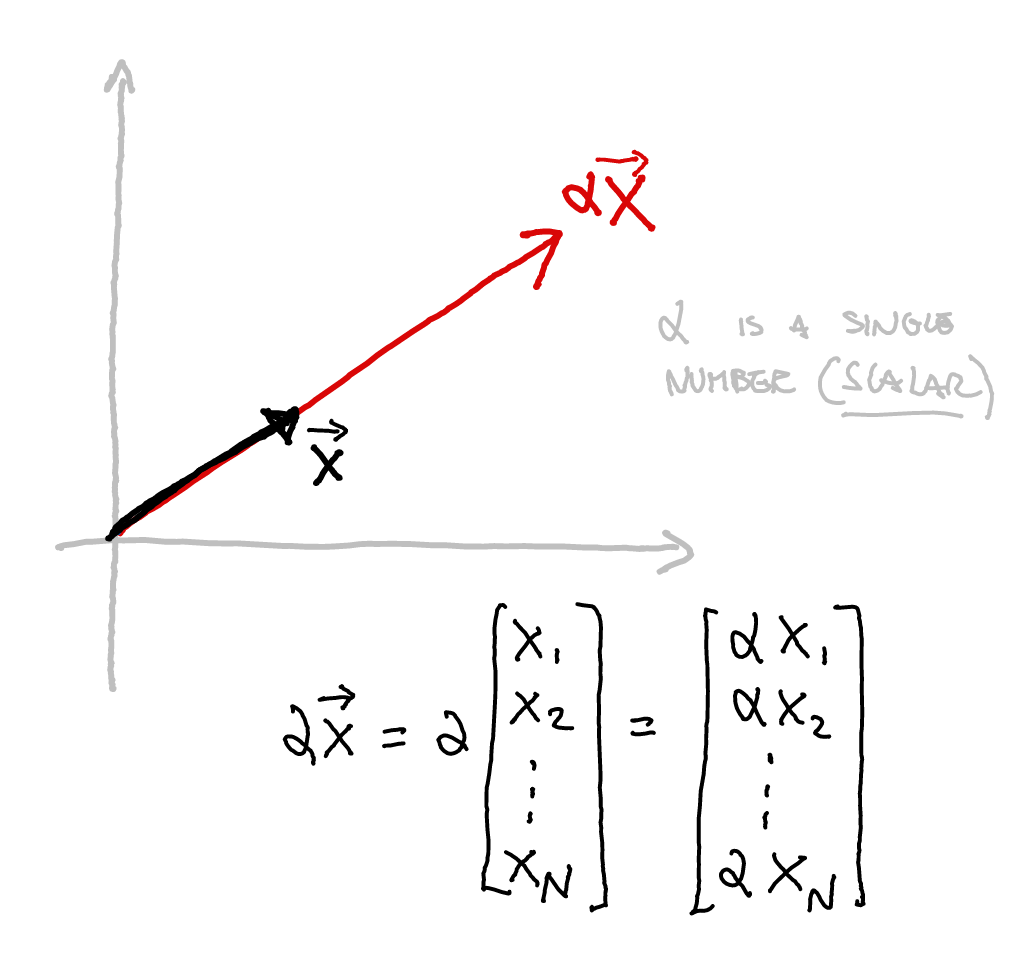 α𝑥⃗
α IS A SINGLE
NUMBER (SCALAR)
x⃗
αx⃗ = α [x₁ x₂ ⋮ x_N] = [αx₁ αx₂ ⋮ αx_N]